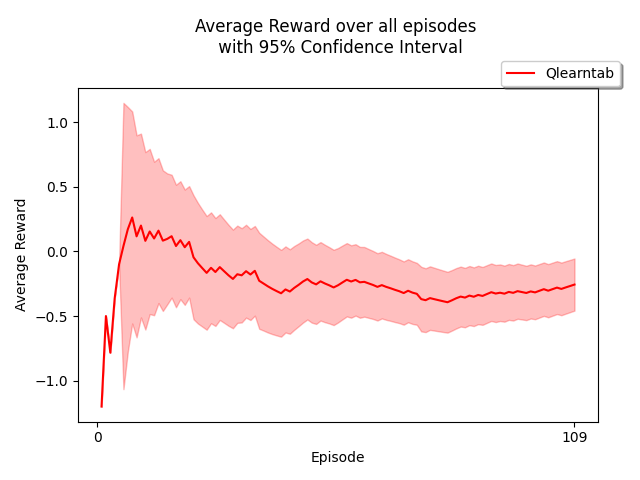 Average Reward over all episodes
with 95% Confidence Interval
Qlearntab
1.0
0.5
0.0
−0.5
−1.0
Average Reward
0
109
Episode